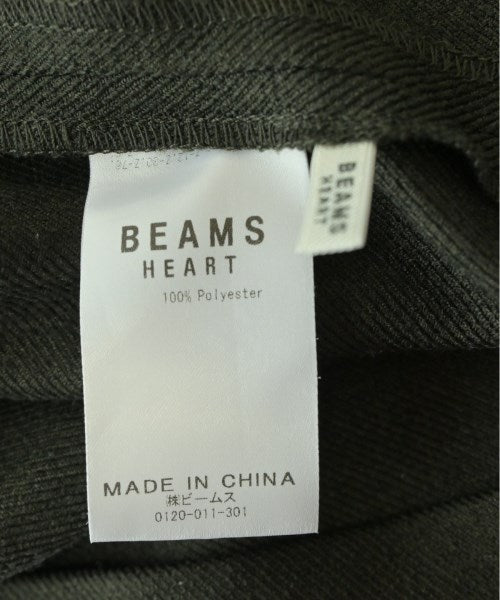 BEAMS
HEART
100% Polyester
MADE IN CHINA
㈱ビームス
0120-011-301
BEAMS
HEART